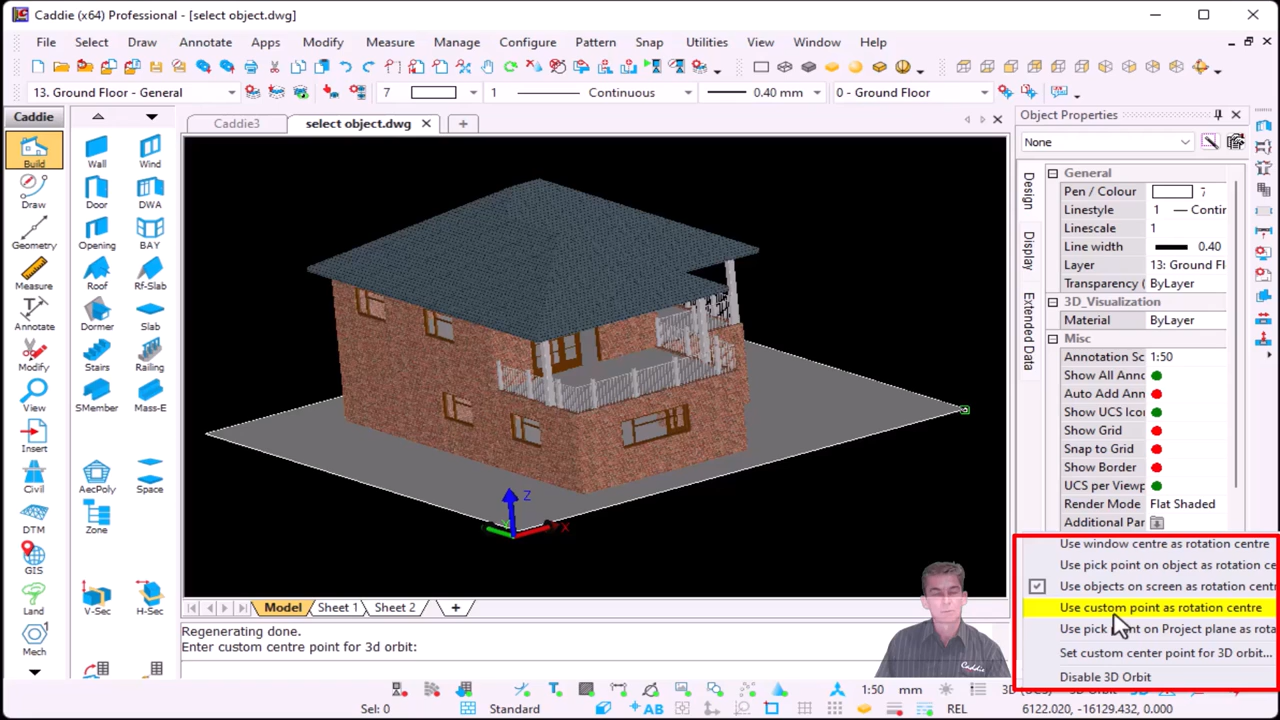 Caddie (x64) Professional - [select object.dwg]
File Select Draw Annotate Apps Modify Measure Manage Configure Pattern Snap Utilities View Window Help
13. Ground Floor - General 7 1 Continuous 0.40 mm 0 - Ground Floor
Caddie
Build
Draw
Geometry
Measure
Annotate
Modify
View
Insert
Civil
DTM
GIS
Land
Mech
Wall Wind
Door DWA
Opening BAY
Roof Rf-Slab
Dormer Slab
Stairs Railing
SMember Mass-E
AecPoly Space
Zone
V-Sec H-Sec
Caddie3 select object.dwg
Z
X
Model Sheet 1 Sheet 2
Regenerating done.
Enter custom centre point for 3d orbit:
Caddie
Object Properties
None
Design
Display
Extended Data
General
Pen / Colour 7
Linestyle 1 Contir
Linescale 1
Line width 0.40
Layer 13: Ground Fl
Transparency ( ByLayer
3D_Visualization
Material ByLayer
Misc
Annotation Sc 1:50
Show All Annc
Auto Add Ann
Show UCS Icor
Show Grid
Snap to Grid
Show Border
UCS per Viewp
Render Mode Flat Shaded
Additional Par
Use window centre as rotation centre
Use pick point on object as rotation ce
Use objects on screen as rotation centr
Use custom point as rotation centre
Use pick on Project plane as rota
Set custom center point for 3D orbit...
Disable 3D Orbit
1:50 mm
Sel: 0 Standard AB REL 6122.020, -16129.432, 0.000